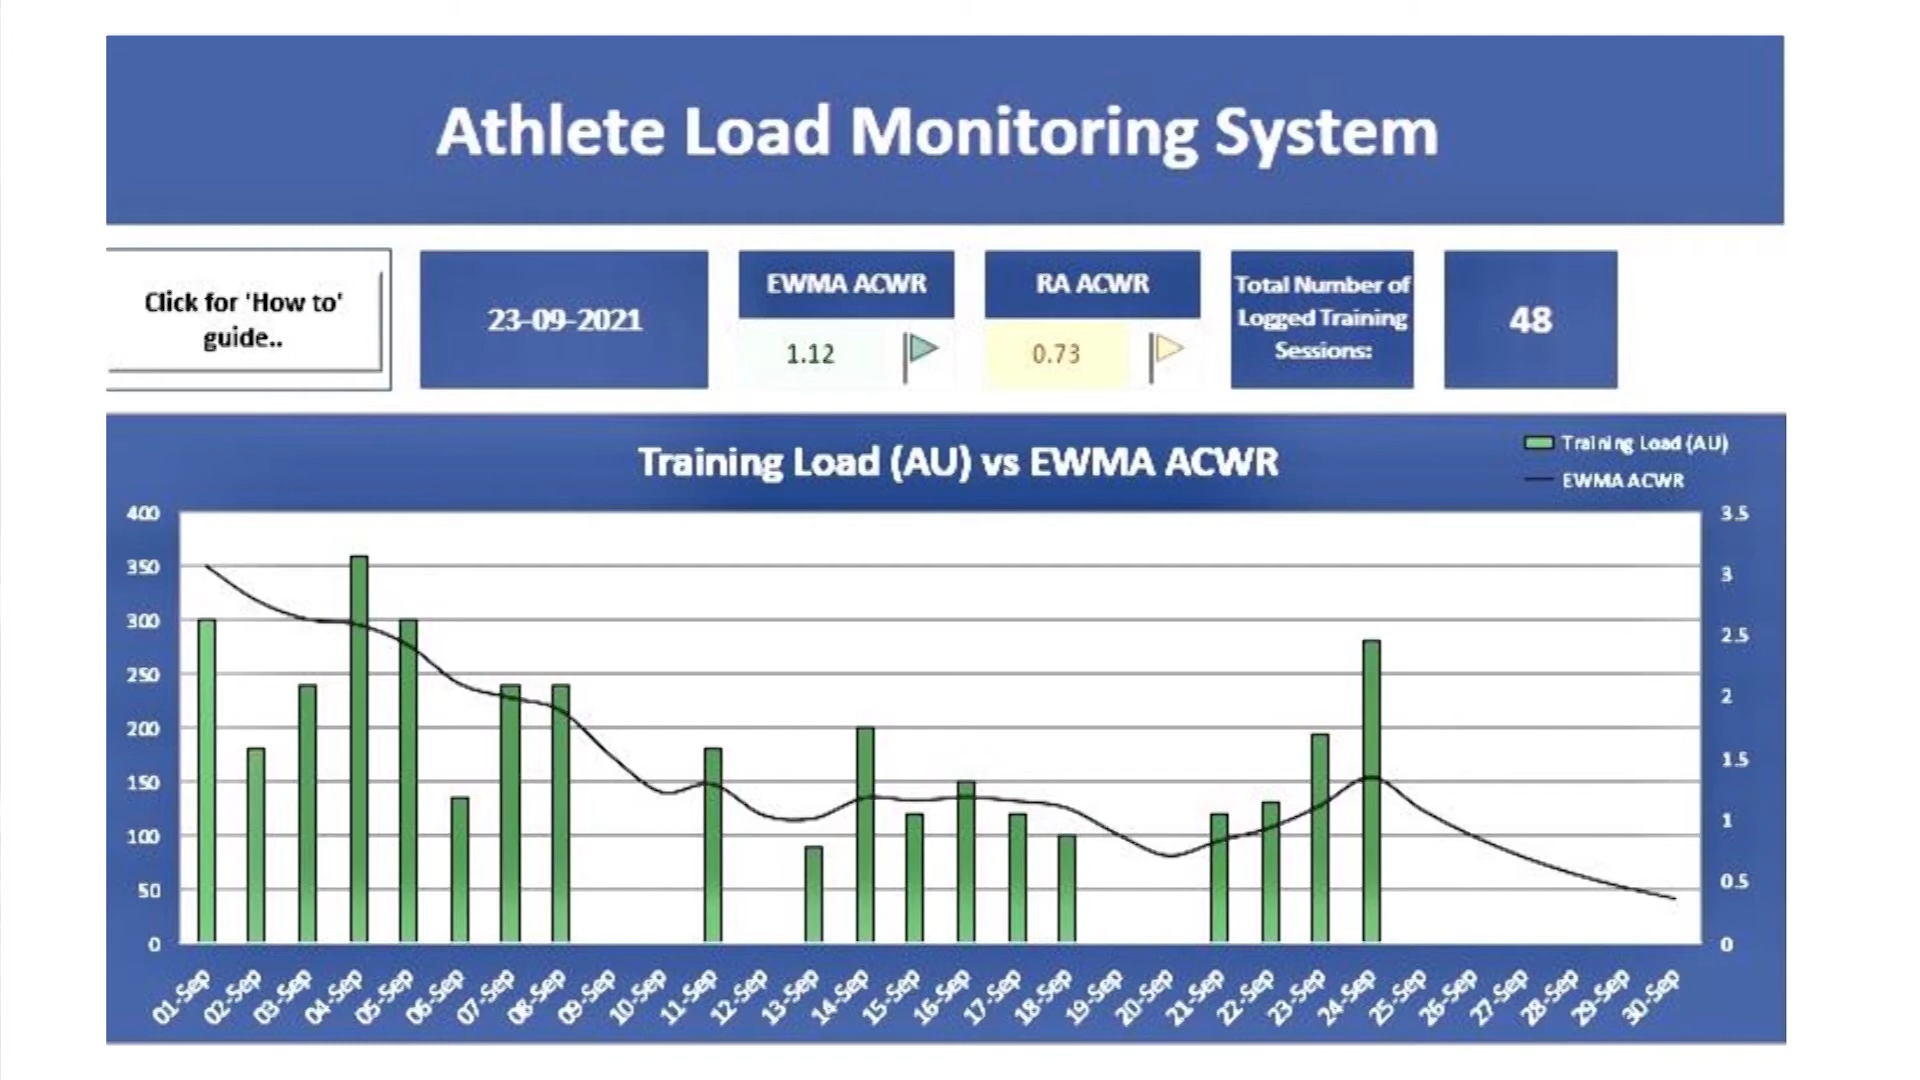 Athlete Load Monitoring System
Click for 'How to'
guide..
23-09-2021
EWMA ACWR
1.12
RA ACWR
0.73
Total Number of
Logged Training
Sessions:
48
Training Load (AU) vs EWMA ACWR
Training Load (AU)
EWMA ACWR
400
350
300
250
200
150
100
50
0
3.5
3
2.5
2
1.5
1
0.5
0
01-Sep
02-Sep
03-Sep
04-Sep
05-Sep
06-Sep
07-Sep
08-Sep
09-Sep
10-Sep
11-Sep
12-Sep
13-Sep
14-Sep
15-Sep
16-Sep
17-Sep
18-Sep
19-Sep
20-Sep
21-Sep
22-Sep
23-Sep
24-Sep
25-Sep
26-Sep
27-Sep
28-Sep
29-Sep
30-Sep